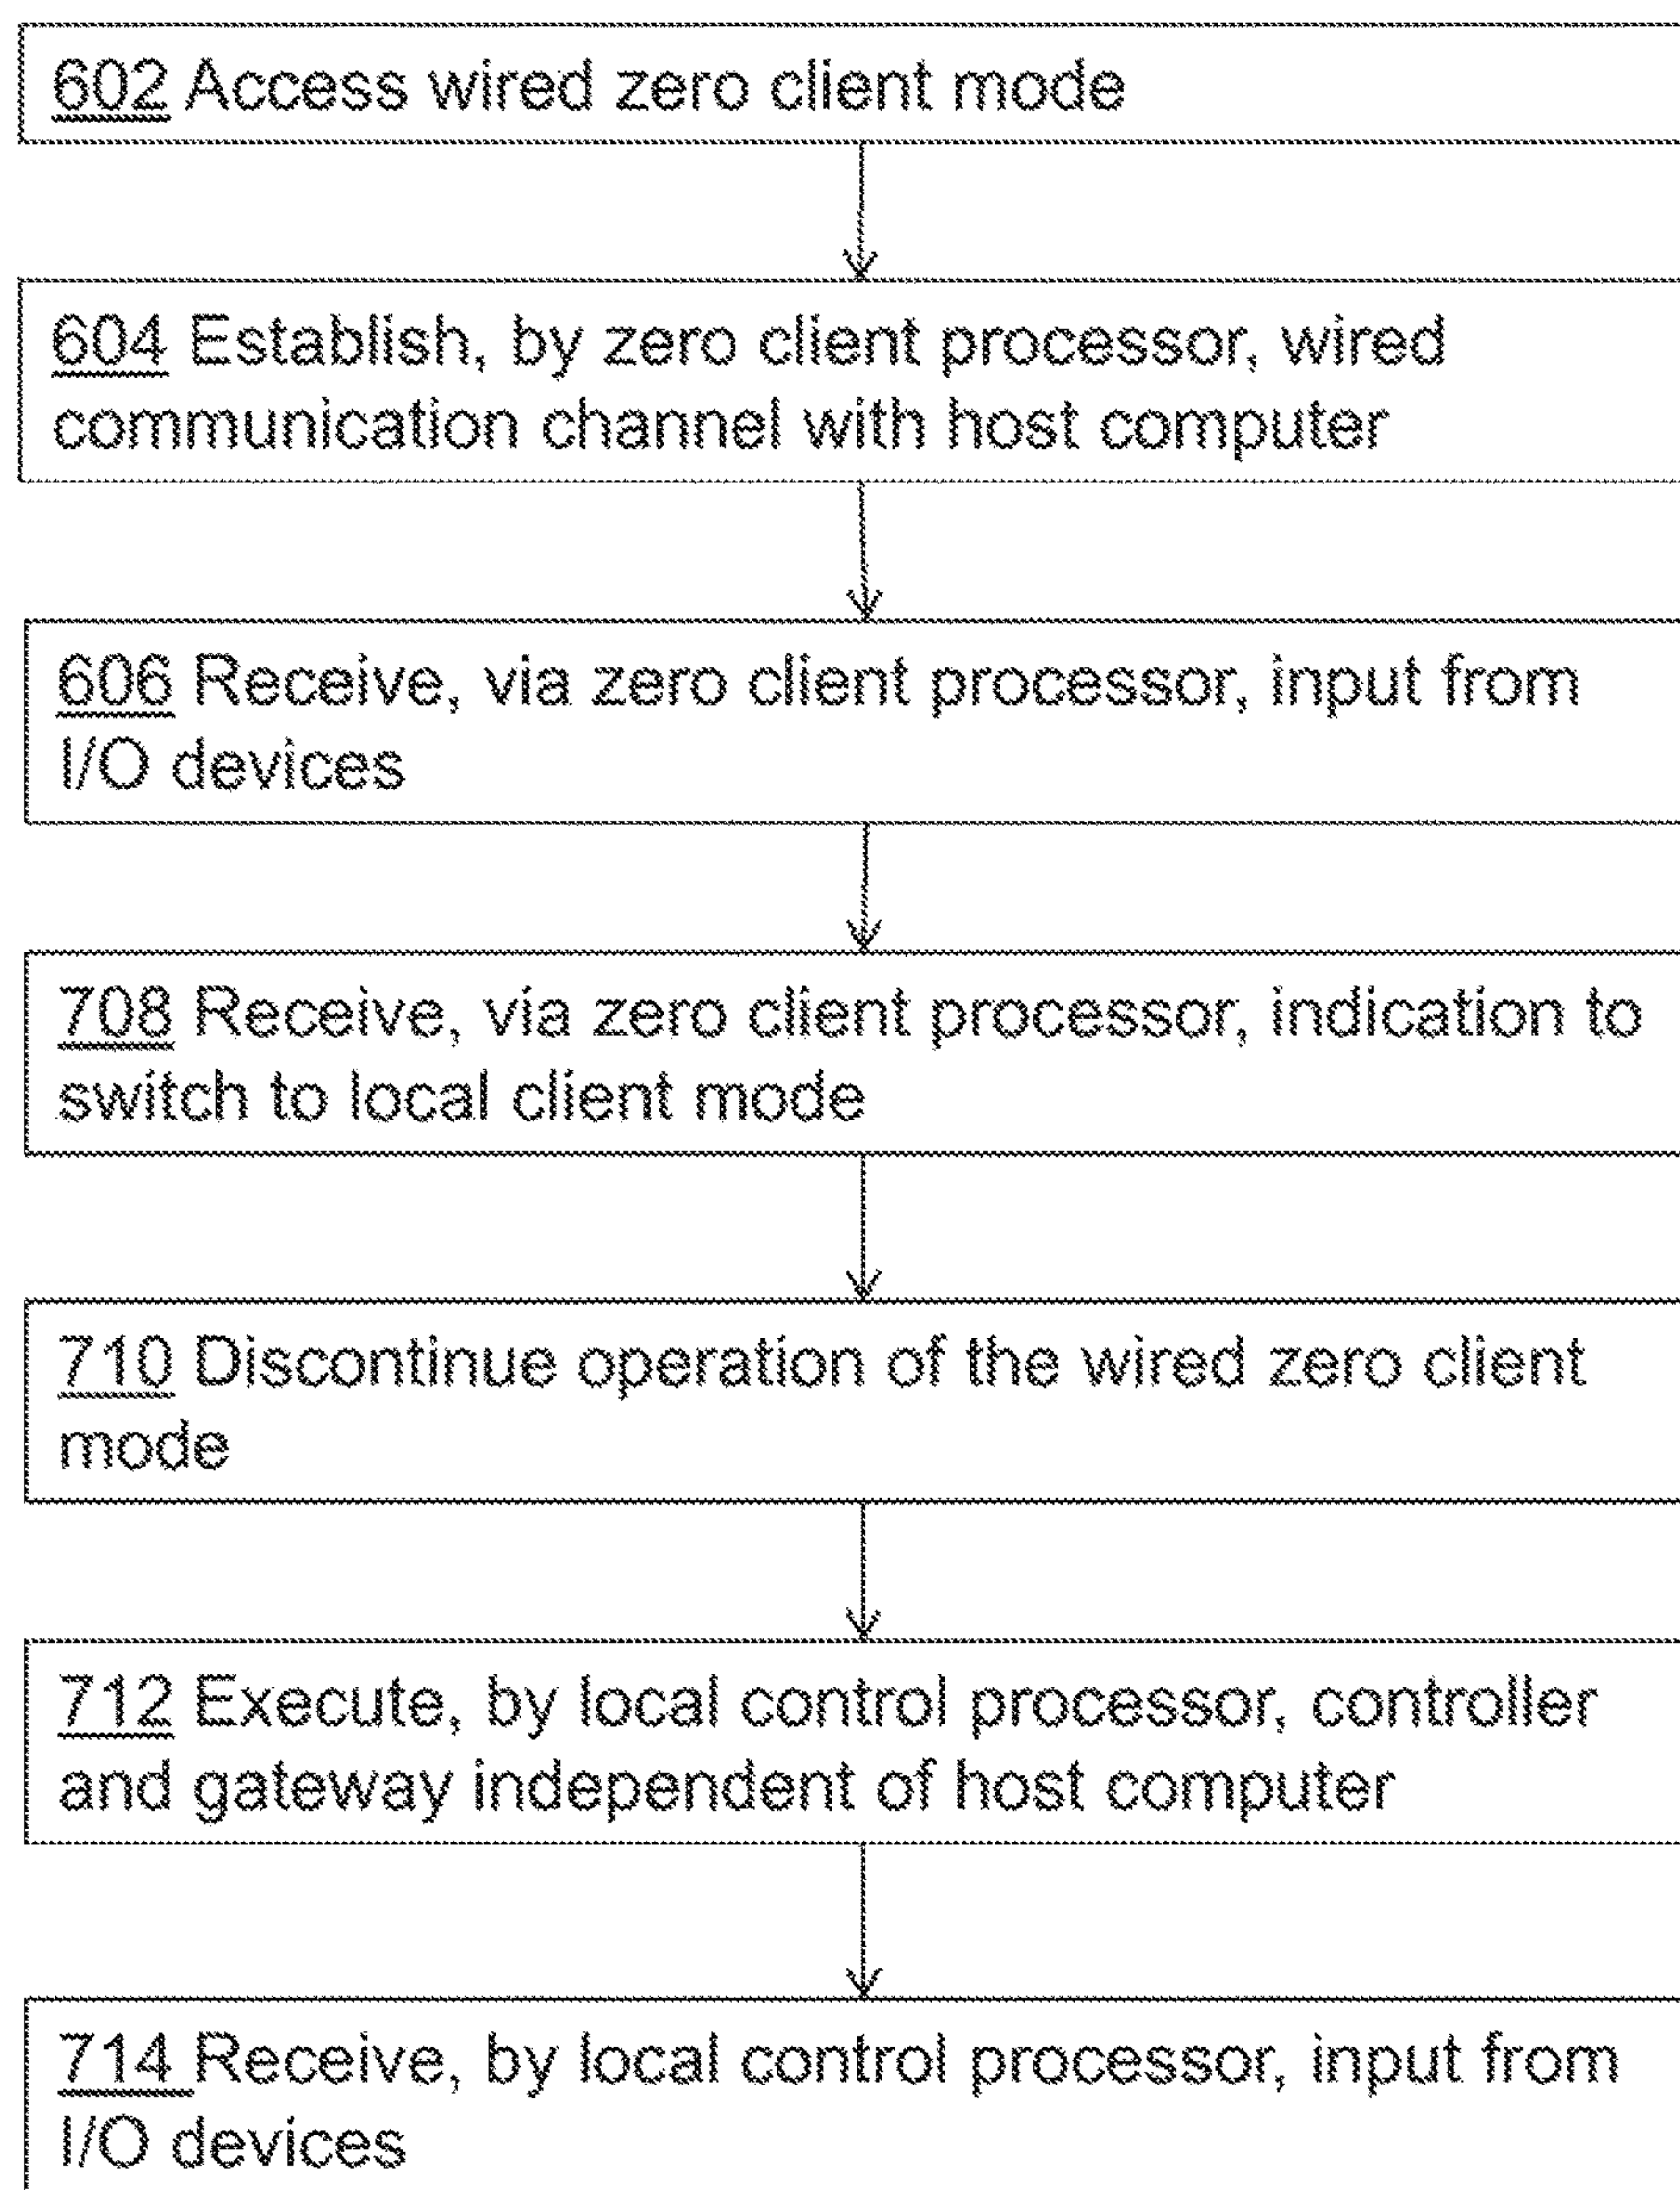 602 Access wired zero client mode
604 Establish, by zero client processor, wired
communication channel with host computer
606 Receive, via zero client processor, input from
I/O devices
708 Receive, via zero client processor, indication to
switch to local client mode
710 Discontinue operation of the wired zero client
mode
712 Execute, by local control processor, controller
and gateway independent of host computer
714 Receive, by local control processor, input from
I/O devices